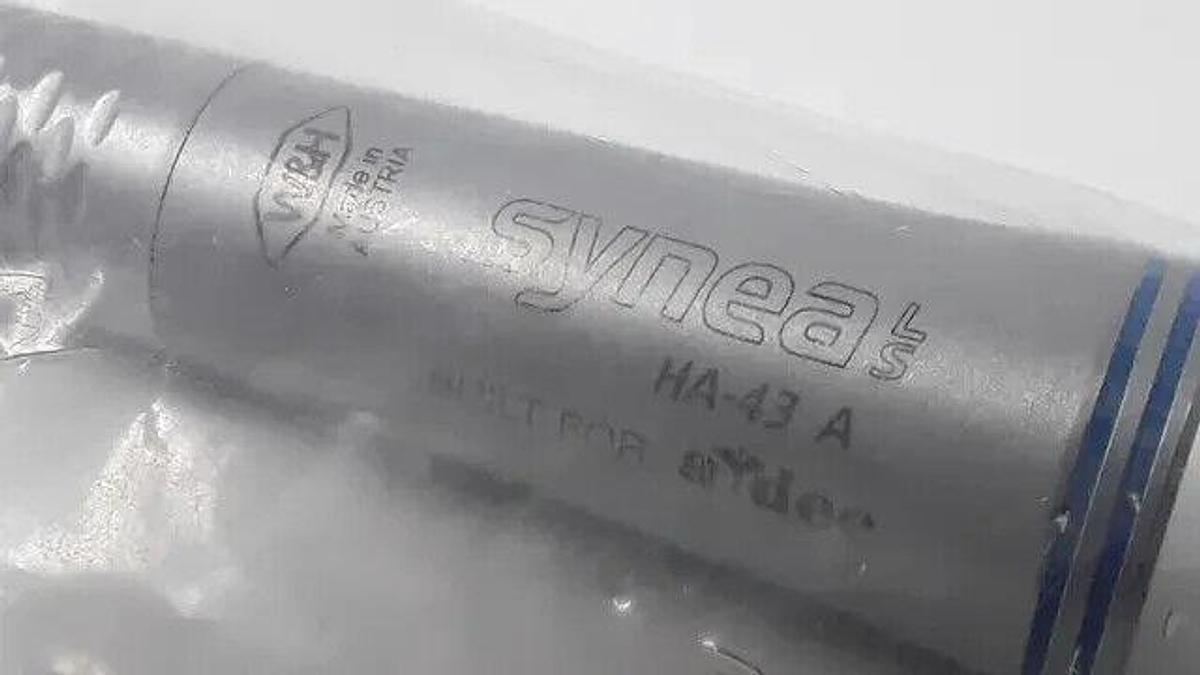 W&H
Made in
AUSTRIA
synea
LS
HA-43 A
BUILT FOR a•dec